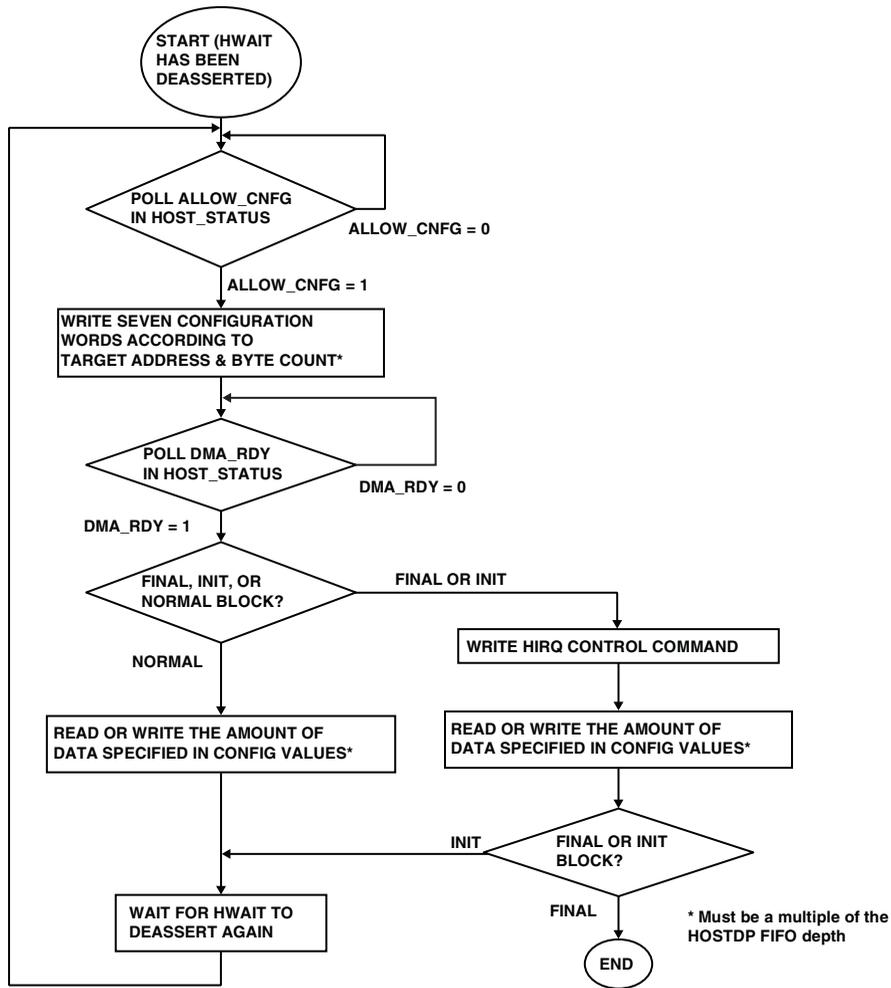 START (HWAIT
HAS BEEN
DEASSERTED)
POLL ALLOW_CNFG
IN HOST_STATUS
ALLOW_CNFG = 0
ALLOW_CNFG = 1
WRITE SEVEN CONFIGURATION
WORDS ACCORDING TO
TARGET ADDRESS & BYTE COUNT*
POLL DMA_RDY
IN HOST_STATUS
DMA_RDY = 0
DMA_RDY = 1
FINAL, INIT, OR
NORMAL BLOCK?
FINAL OR INIT
NORMAL
WRITE HIRQ CONTROL COMMAND
READ OR WRITE THE AMOUNT OF
DATA SPECIFIED IN CONFIG VALUES*
READ OR WRITE THE AMOUNT OF
DATA SPECIFIED IN CONFIG VALUES*
INIT
FINAL OR INIT
BLOCK?
WAIT FOR HWAIT TO
DEASSERT AGAIN
FINAL
* Must be a multiple of the
HOSTDP FIFO depth
END